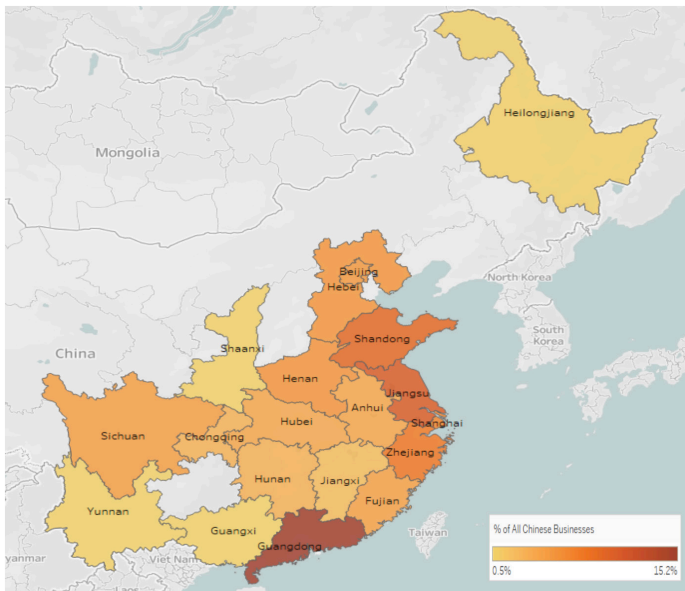 Heilongjiang
Mongolia
Beijing
Hebei
North Korea
South
Korea
Shandong
Shaanxi
China
Henan
Jiangsu
Anhui
Shanghai
Hubei
Sichuan
Chongqing
Zhejiang
Hunan
Jiangxi
Fujian
Yunnan
Guangxi
Guangdong
Taiwan
Viet Nam
yanmar
% of All Chinese Businesses
0.5%
15.2%